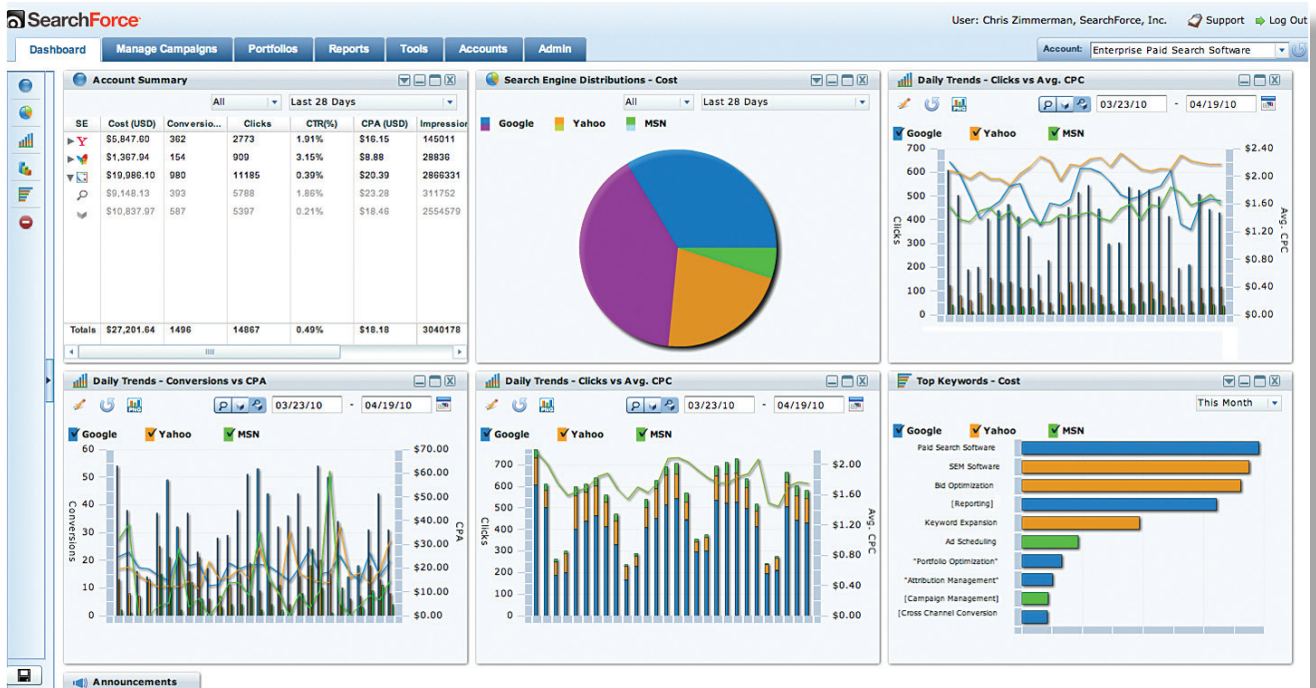 SearchForce
User: Chris Zimmerman, SearchForce, Inc. Support Log Out
Dashboard Manage Campaigns Portfolios Reports Tools Accounts Admin
Account: Enterprise Paid Search Software
Account Summary
All Last 28 Days
SE Cost (USD) Conversio... Clicks CTR(%) CPA (USD) Impression
$5,847.60 362 2773 1.91% $16.15 145011
$1,367.94 154 909 3.15% $8.88 28836
$19,986.10 980 11185 0.39% $20.39 2866331
$9,148.13 393 5788 1.86% $23.28 311752
$10,837.97 587 5397 0.21% $18.46 2554579
Totals $27,201.64 1496 14867 0.49% $18.18 3040178
Search Engine Distributions - Cost
All Last 28 Days
Google Yahoo MSN
Daily Trends - Clicks vs Avg. CPC
03/23/10 - 04/19/10
Google Yahoo MSN
700 $2.40
600 $2.00
500 $1.60
400 $1.20
300 $0.80
200 $0.40
100 $0.00
0
Clicks
Avg. CPC
Daily Trends - Conversions vs CPA
03/23/10 - 04/19/10
Google Yahoo MSN
60 $70.00
50 $60.00
40 $50.00
30 $40.00
20 $30.00
10 $20.00
0 $10.00
$0.00
Conversions
CPA
Daily Trends - Clicks vs Avg. CPC
03/23/10 - 04/19/10
Google Yahoo MSN
700 $2.00
600 $1.60
500 $1.20
400 $0.80
300 $0.40
200 $0.00
100
0
Clicks
Avg. CPC
Top Keywords - Cost
This Month
Google Yahoo MSN
Paid Search Software
SEM Software
Bid Optimization
[Reporting]
Keyword Expansion
Ad Scheduling
"Portfolio Optimization"
"Attribution Management"
[Campaign Management]
[Cross Channel Conversion
Announcements